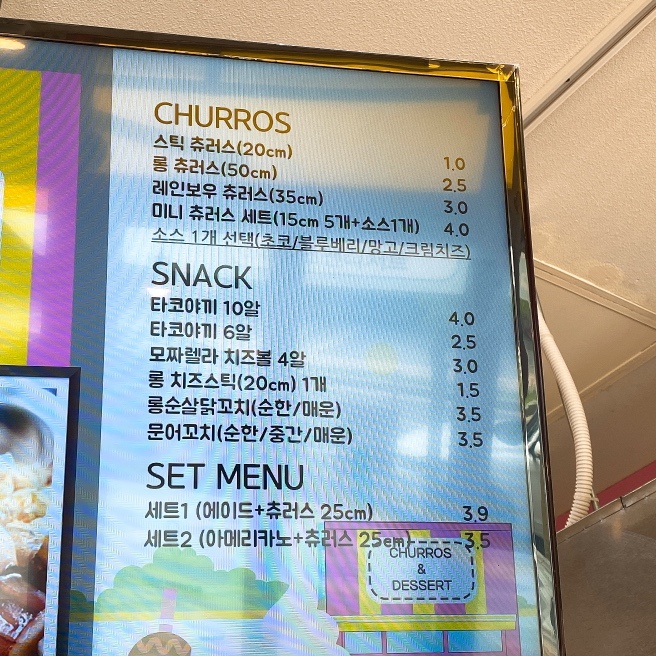 CHURROS
스틱 츄러스(20cm) 1.0
롱 츄러스(50cm) 2.5
레인보우 츄러스(35cm) 3.0
미니 츄러스 세트(15cm 5개+소스1개) 4.0
소스 1개 선택(초코/블루베리/망고/크림치즈)
SNACK
타코야끼 10알 4.0
타코야끼 6알 2.5
모짜렐라 치즈볼 4알 3.0
롱 치즈스틱(20cm) 1개 1.5
롱순살닭꼬치(순한/매운) 3.5
문어꼬치(순한/중간/매운) 3.5
SET MENU
세트1 (에이드+츄러스 25cm) 3.9
세트2 (아메리카노+츄러스 25cm) 3.5
CHURROS
&
DESSERT